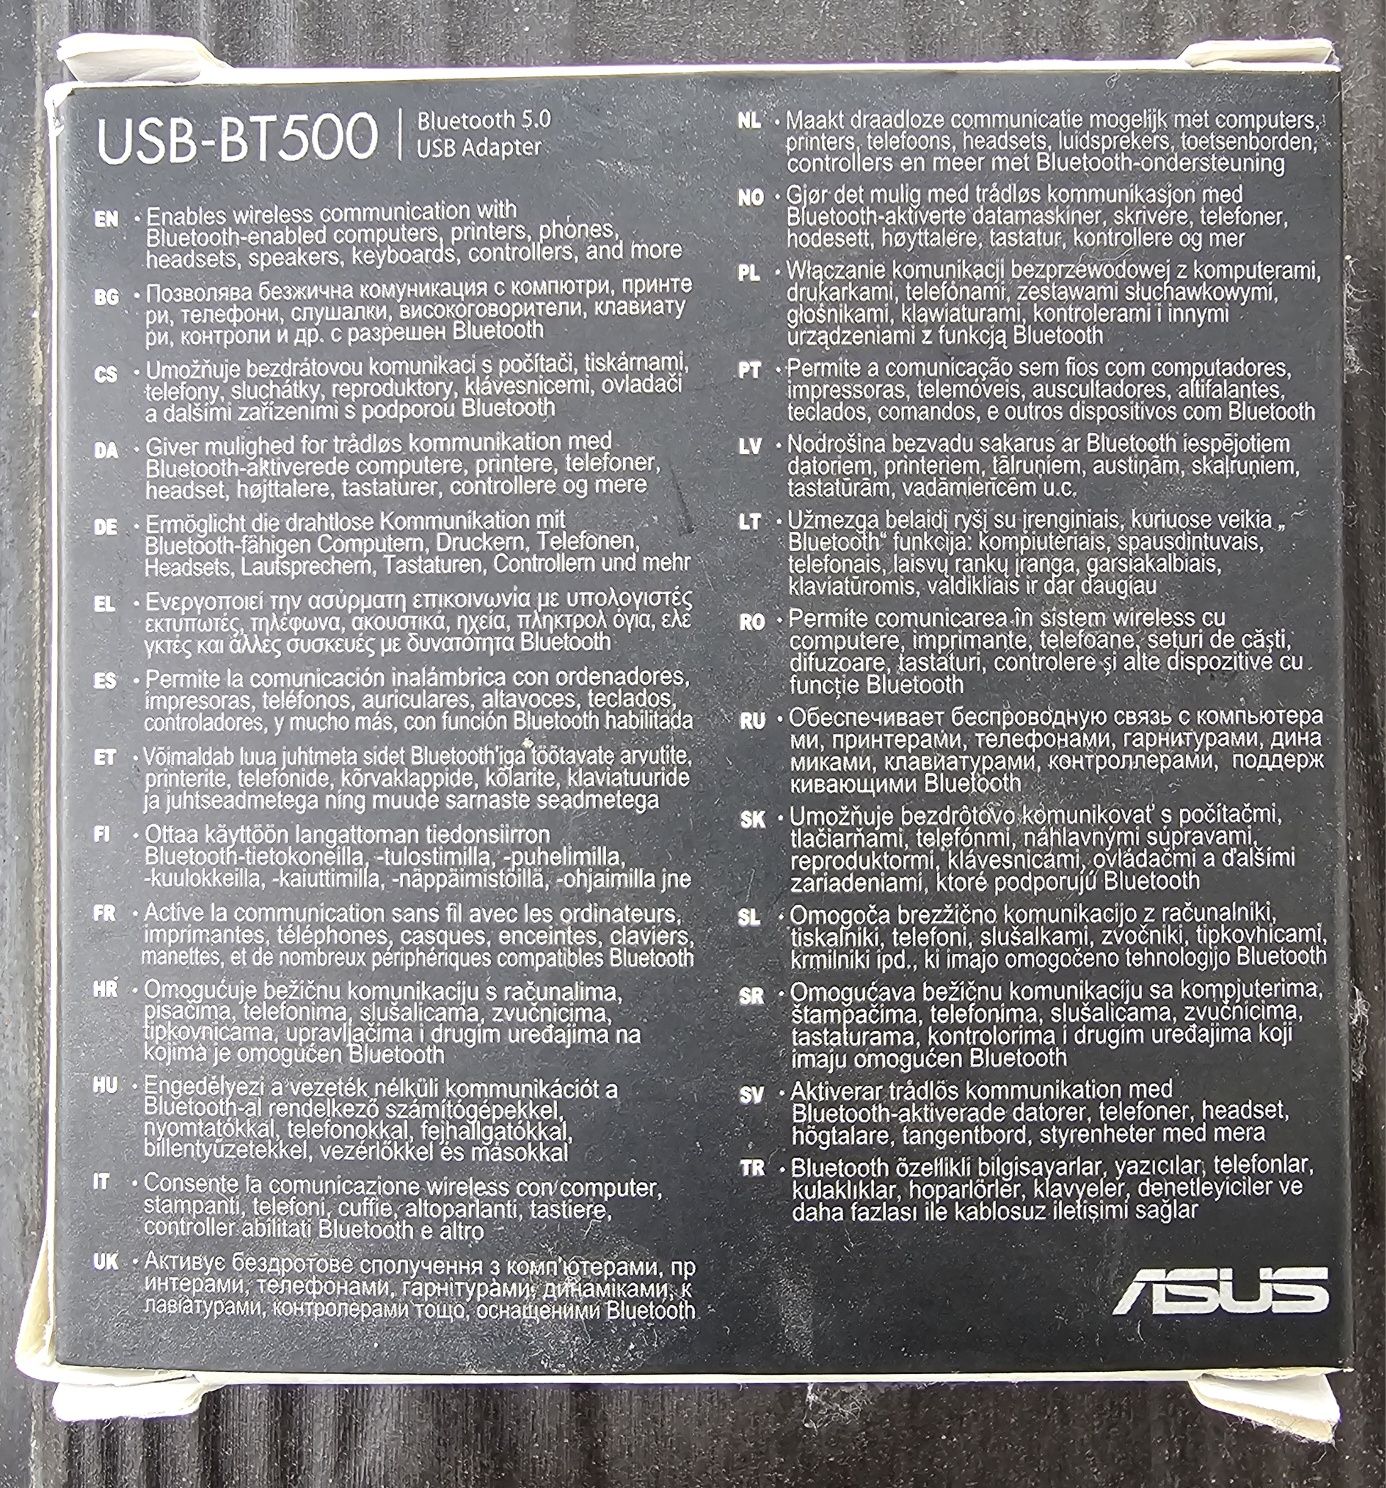 USB-BT500
Bluetooth 5.0
USB Adapter
EN • Enables wireless communication with
Bluetooth-enabled computers, printers, phones,
headsets, speakers, keyboards, controllers, and more
BG • Позволява безжична комуникация с компютри, принте
ри, телефони, слушалки, високоговорители, клавиату
ри, контроли и др. с разрешен Bluetooth
CS • Umožňuje bezdrátovou komunikaci s počítači, tiskárnami,
telefony, sluchátky, reproduktory, klávesnicemi, ovladači
a dalšími zařízeními s podporou Bluetooth
DA • Giver mulighed for trådløs kommunikation med
Bluetooth-aktiverede computere, printere, telefoner,
headset, højttalere, tastaturer, controllere og mere
DE • Ermöglicht die drahtlose Kommunikation mit
Bluetooth-fähigen Computern, Druckern, Telefonen,
Headsets, Lautsprechern, Tastaturen, Controllern und mehr
EL • Ενεργοποιεί την ασύρματη επικοινωνία με υπολογιστές
εκτυπωτές, τηλέφωνα, ακουστικά, ηχεία, πληκτρολ όγια, ελε
γκτές και άλλες συσκευές με δυνατότητα Bluetooth
ES • Permite la comunicación inalámbrica con ordenadores,
impresoras, teléfonos, auriculares, altavoces, teclados,
controladores, y mucho más, con función Bluetooth habilitada
ET • Võimaldab luua juhtmeta sidet Bluetooth'iga töötavate arvutite,
printerite, telefonide, kõrvaklappide, kõlarite, klaviatuuride
ja juhtseadmetega ning muude sarnaste seadmetega
FI • Ottaa käyttöön langattoman tiedonsiirron
Bluetooth-tietokoneilla, -tulostimilla, -puhelimilla,
-kuulokkeilla, -kaiuttimilla, -näppäimistöillä, -ohjaimilla jne
FR • Active la communication sans fil avec les ordinateurs,
imprimantes, téléphones, casques, enceintes, claviers,
manettes, et de nombreux périphériques compatibles Bluetooth
HR • Omogućuje bežičnu komunikaciju s računalima,
pisačima, telefonima, slušalicama, zvučnicima,
tipkovnicama, upravljačima i drugim uređajima na
kojima je omogućen Bluetooth
HU • Engedélyezi a vezeték nélküli kommunikációt a
Bluetooth-al rendelkező számítógépekkel,
nyomtatókkal, telefonokkal, fejhallgatókkal,
billentyűzetekkel, vezérlőkkel és másokkal
IT • Consente la comunicazione wireless con computer,
stampanti, telefoni, cuffie, altoparlanti, tastiere,
controller abilitati Bluetooth e altro
UK • Активує бездротове сполучення з комп'ютерами, пр
интерами, телефонами, гарнітурами, динаміками, к
лавіатурами, контролерами тощо, оснащеними Bluetooth
NL • Maakt draadloze communicatie mogelijk met computers,
printers, telefoons, headsets, luidsprekers, toetsenborden,
controllers en meer met Bluetooth-ondersteuning
NO • Gjør det mulig med trådløs kommunikasjon med
Bluetooth-aktiverte datamaskiner, skrivere, telefoner,
hodesett, høyttalere, tastatur, kontrollere og mer
PL • Włączanie komunikacji bezprzewodowej z komputerami,
drukarkami, telefonami, zestawami słuchawkowymi,
głośnikami, klawiaturami, kontrolerami i innymi
urządzeniami z funkcją Bluetooth
PT • Permite a comunicação sem fios com computadores,
impressoras, telemóveis, auscultadores, altifalantes,
teclados, comandos, e outros dispositivos com Bluetooth
LV • Nodrošina bezvadu sakarus ar Bluetooth iespējotiem
datoriem, printeriem, tālruņiem, austiņām, skaļruņiem,
tastatūrām, vadāmierīcēm u.c.
LT • Užmezga belaidį ryšį su įrenginiais, kuriuose veikia „
Bluetooth“ funkcija: kompiuteriais, spausdintuvais,
telefonais, laisvų rankų įranga, garsiakalbiais,
klaviatūromis, valdikliais ir dar daugiau
RO • Permite comunicarea în sistem wireless cu
computere, imprimante, telefoane, seturi de căști,
difuzoare, tastaturi, controlere și alte dispozitive cu
funcție Bluetooth
RU • Обеспечивает беспроводную связь с компьютера
ми, принтерами, телефонами, гарнитурами, дина
миками, клавиатурами, контроллерами, поддерж
кивающими Bluetooth
SK • Umožňuje bezdrôtovo komunikovať s počítačmi,
tlačiarňami, telefónmi, náhlavnými súpravami,
reproduktormi, klávesnicami, ovládačmi a ďalšími
zariadeniami, ktoré podporujú Bluetooth
SL • Omogoča brezžično komunikacijo z računalniki,
tiskalniki, telefoni, slušalkami, zvočniki, tipkovnicami,
krmilniki ipd., ki imajo omogočeno tehnologijo Bluetooth
SR • Omogućava bežičnu komunikaciju sa kompjuterima,
štampačima, telefonima, slušalicama, zvučnicima,
tastaturama, kontrolorima i drugim uređajima koji
imaju omogućen Bluetooth
SV • Aktiverar trådlös kommunikation med
Bluetooth-aktiverade datorer, telefoner, headset,
högtalare, tangentbord, styrenheter med mera
TR • Bluetooth özellikli bilgisayarlar, yazıcılar, telefonlar,
kulaklıklar, hoparlörler, klavyeler, denetleyiciler ve
daha fazlası ile kablosuz iletişimi sağlar
ASUS